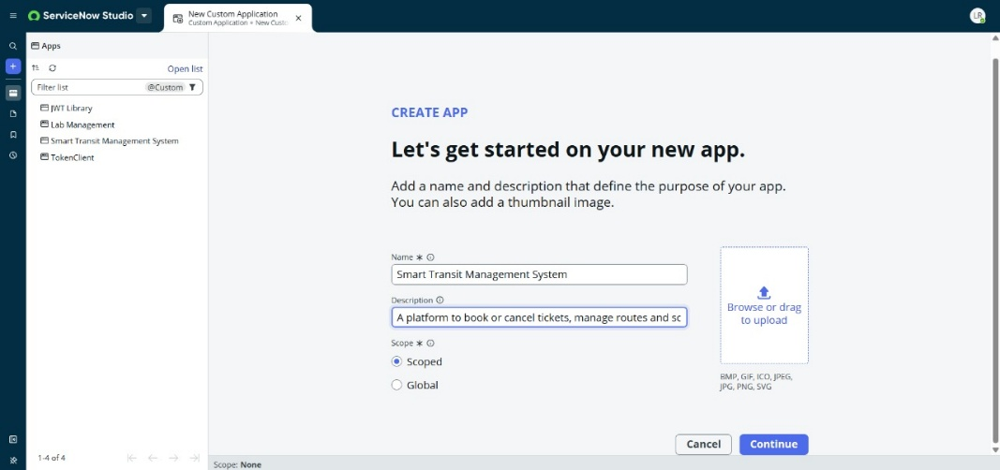 ServiceNow Studio
New Custom Application
Custom Application • New Custo
LR
Apps
Open list
Filter list
@Custom
JWT Library
Lab Management
Smart Transit Management System
TokenClient
CREATE APP
Let's get started on your new app.
Add a name and description that define the purpose of your app.
You can also add a thumbnail image.
Name *
Smart Transit Management System
Description
A platform to book or cancel tickets, manage routes and sc
Scope *
Scoped
Global
Browse or drag
to upload
BMP, GIF, ICO, JPEG,
JPG, PNG, SVG
Cancel
Continue
1-4 of 4
Scope: None